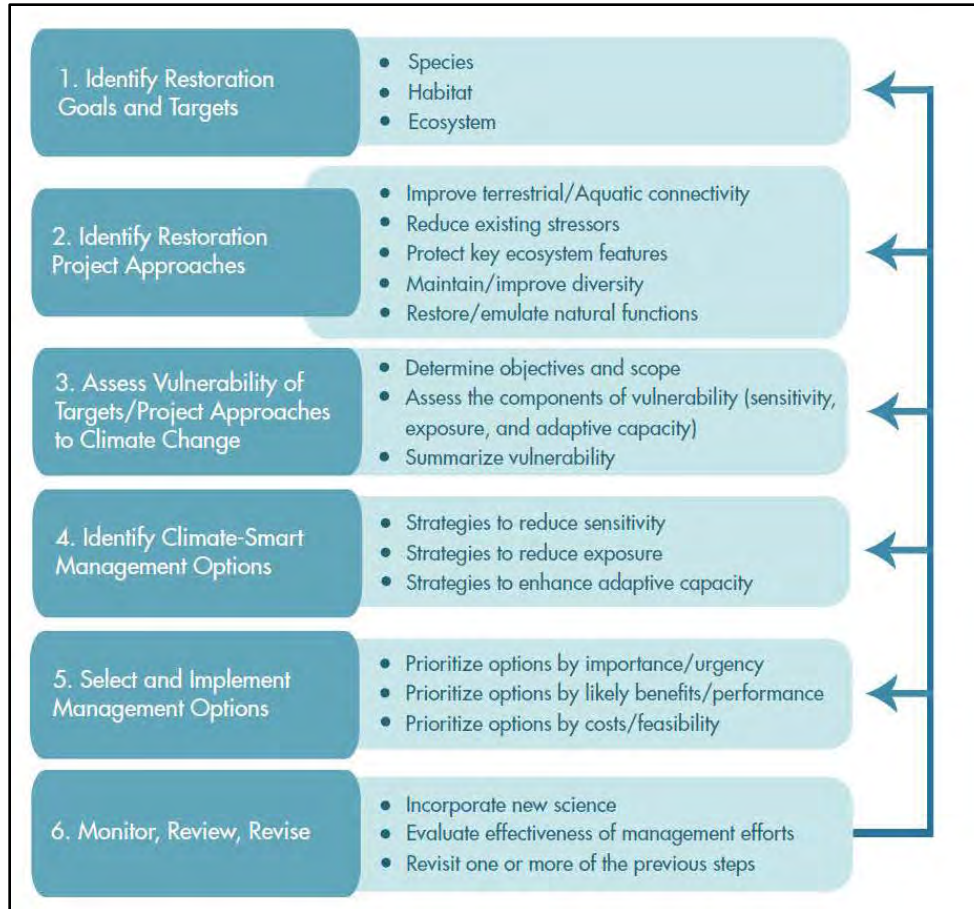 1. Identify Restoration
Goals and Targets
• Species
• Habitat
• Ecosystem
2. Identify Restoration
Project Approaches
• Improve terrestrial/Aquatic connectivity
• Reduce existing stressors
• Protect key ecosystem features
• Maintain/improve diversity
• Restore/emulate natural functions
3. Assess Vulnerability of
Targets/Project Approaches
to Climate Change
• Determine objectives and scope
• Assess the components of vulnerability (sensitivity,
exposure, and adaptive capacity)
• Summarize vulnerability
4. Identify Climate-Smart
Management Options
• Strategies to reduce sensitivity
• Strategies to reduce exposure
• Strategies to enhance adaptive capacity
5. Select and Implement
Management Options
• Prioritize options by importance/urgency
• Prioritize options by likely benefits/performance
• Prioritize options by costs/feasibility
6. Monitor, Review, Revise
• Incorporate new science
• Evaluate effectiveness of management efforts
• Revisit one or more of the previous steps